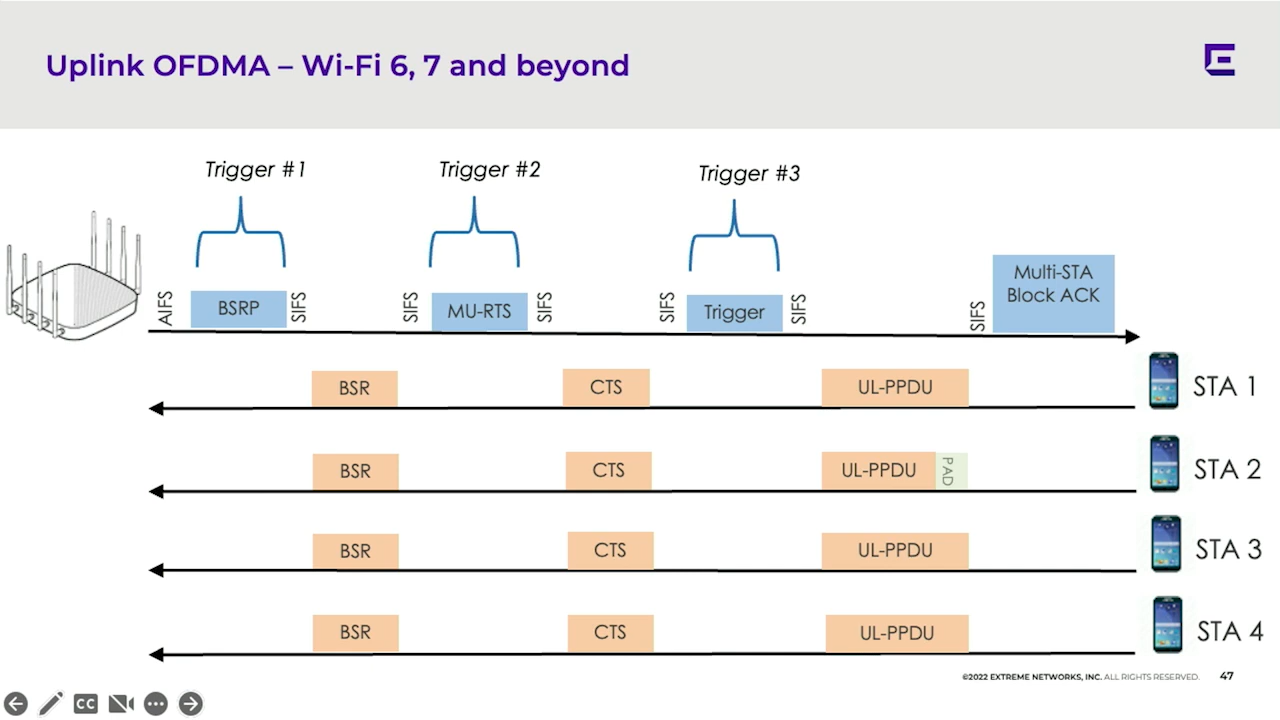 Uplink OFDMA – Wi-Fi 6, 7 and beyond
Trigger #1
Trigger #2
Trigger #3
AIFS
BSRP
SIFS
SIFS
MU-RTS
SIFS
SIFS
Trigger
SIFS
SIFS
Multi-STA
Block ACK
BSR
CTS
UL-PPDU
STA 1
BSR
CTS
UL-PPDU
PAD
STA 2
BSR
CTS
UL-PPDU
STA 3
BSR
CTS
UL-PPDU
STA 4
©2022 EXTREME NETWORKS, INC. ALL RIGHTS RESERVED.
47
CC